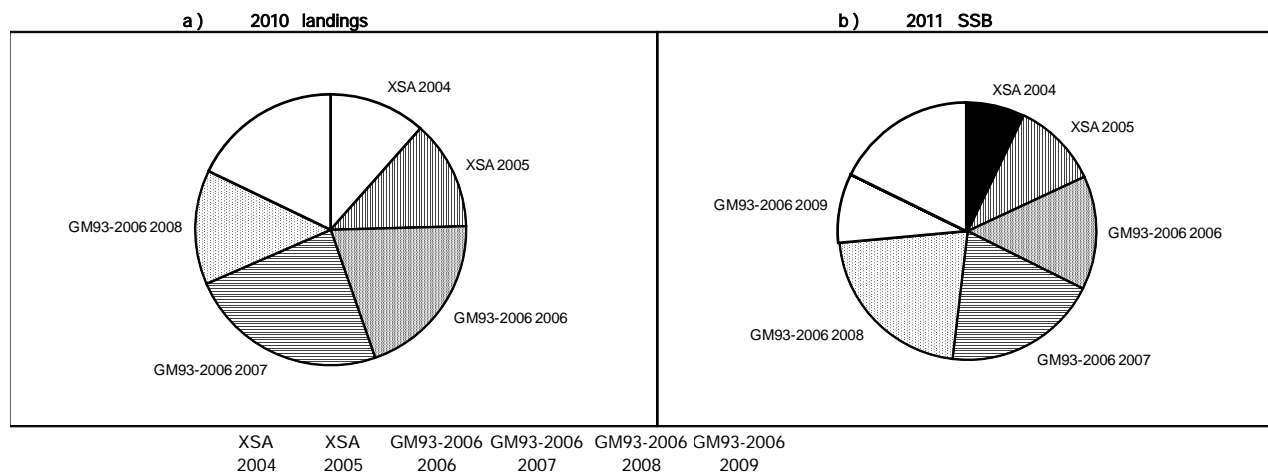 a) 2010 landings
b) 2011 SSB
XSA 2004
XSA 2005
GM93-2006 2006
GM93-2006 2007
GM93-2006 2008
XSA 2004
XSA 2005
GM93-2006 2006
GM93-2006 2007
GM93-2006 2008
GM93-2006 2009
XSA XSA GM93-2006 GM93-2006 GM93-2006 GM93-2006
2004 2005 2006 2007 2008 2009